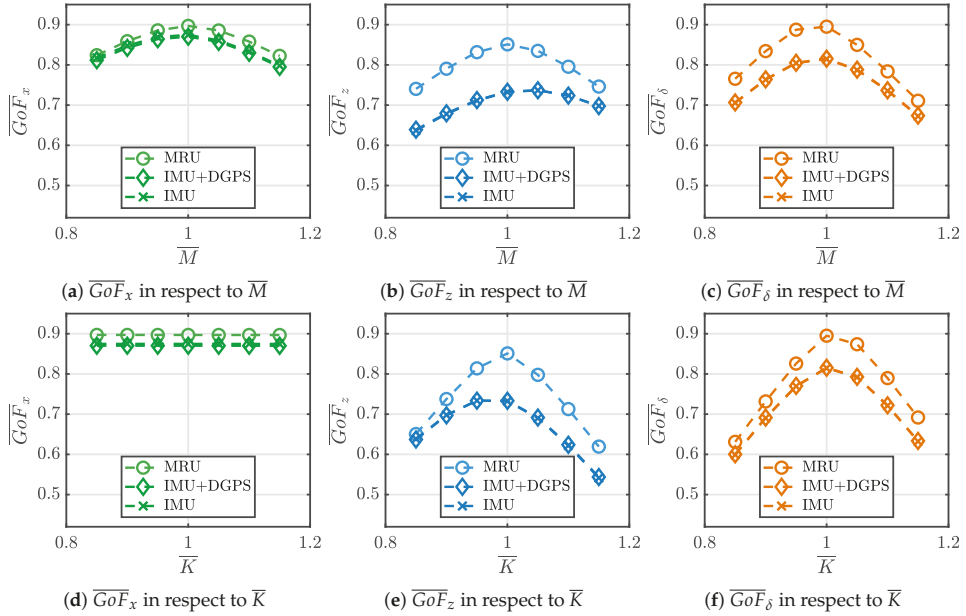 0.9
0.8
0.7
0.6
0.5
0.8
1
1.2
GoF_x
M
MRU
IMU+DGPS
IMU
(a) GoF_x in respect to M
0.9
0.8
0.7
0.6
0.5
0.8
1
1.2
GoF_z
M
MRU
IMU+DGPS
IMU
(b) GoF_z in respect to M
0.9
0.8
0.7
0.6
0.5
0.8
1
1.2
GoF_δ
M
MRU
IMU+DGPS
IMU
(c) GoF_δ in respect to M
0.9
0.8
0.7
0.6
0.5
0.8
1
1.2
GoF_x
K
MRU
IMU+DGPS
IMU
(d) GoF_x in respect to K
0.9
0.8
0.7
0.6
0.5
0.8
1
1.2
GoF_z
K
MRU
IMU+DGPS
IMU
(e) GoF_z in respect to K
0.9
0.8
0.7
0.6
0.5
0.8
1
1.2
GoF_δ
K
MRU
IMU+DGPS
IMU
(f) GoF_δ in respect to K